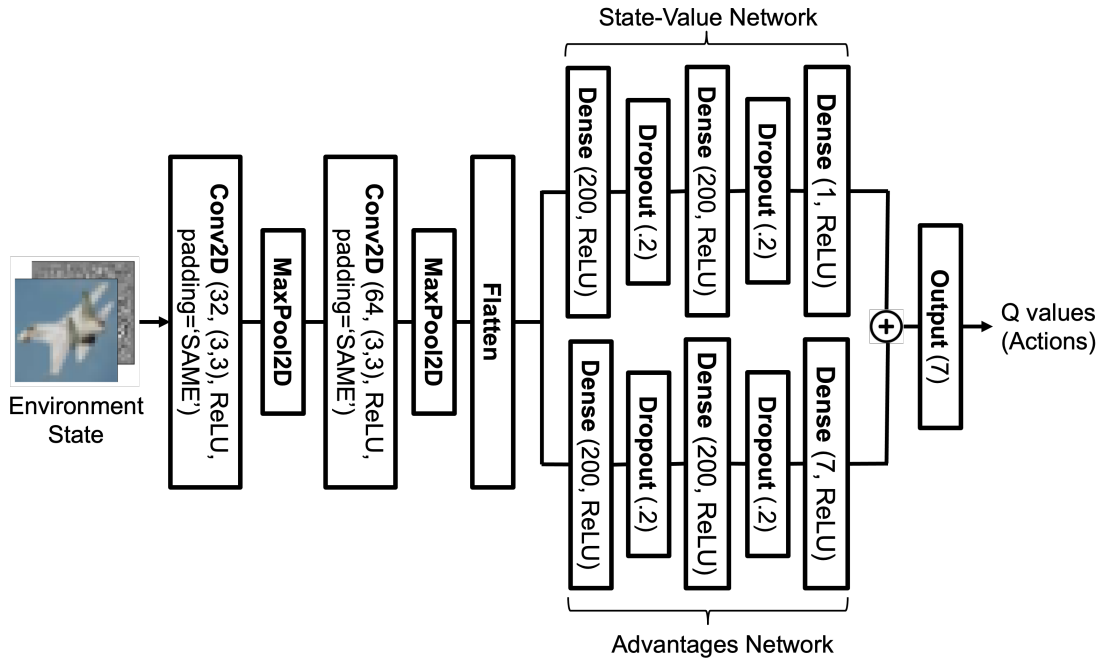 State-Value Network
Environment
State
Conv2D (32, (3,3), ReLU,
padding=‘SAME’)
MaxPool2D
Conv2D (64, (3,3), ReLU,
padding=‘SAME’)
MaxPool2D
Flatten
Dense (200, ReLU)
Dropout (.2)
Dense (200, ReLU)
Dropout (.2)
Dense (1, ReLU)
Dense (200, ReLU)
Dropout (.2)
Dense (200, ReLU)
Dropout (.2)
Dense (7, ReLU)
+
Output (7)
Q values
(Actions)
Advantages Network